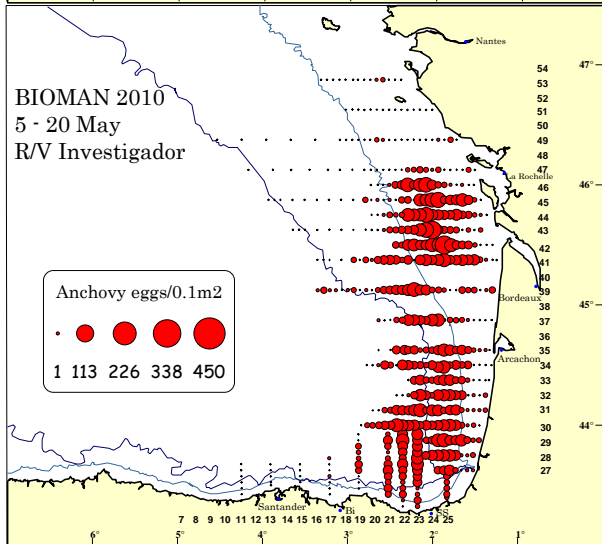 Nantes
47°
54
53
52
51
50
49
48
47
46
45
44
43
42
41
40
39
38
37
36
35
34
33
32
31
30
29
28
27
BIOMAN 2010
5 - 20 May
R/V Investigador
La Rochelle
46°
Anchovy eggs/0.1m2
1 113 226 338 450
Bordeaux
45°
Arcachon
44°
Santander
Bi
SS
7 8 9 10 11 12 13 14 15 16 17 18 19 20 21 22 23 24 25
6° 5° 4° 3° 2° 1°